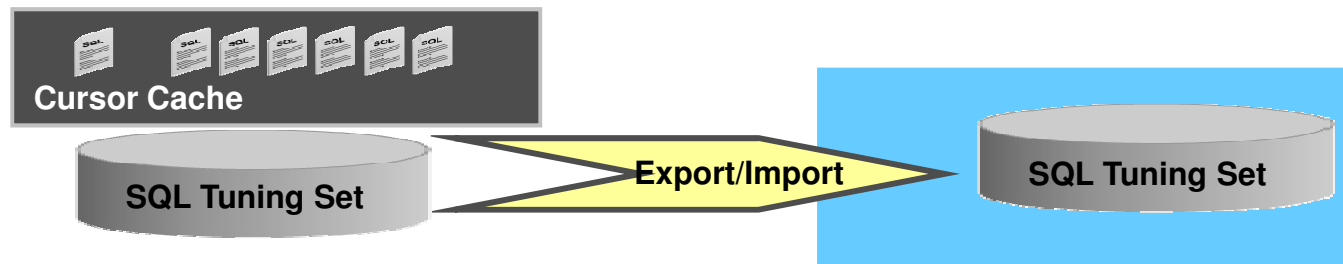 SQL SQL SQL SQL SQL SQL SQL
Cursor Cache
SQL Tuning Set
Export/Import
SQL Tuning Set